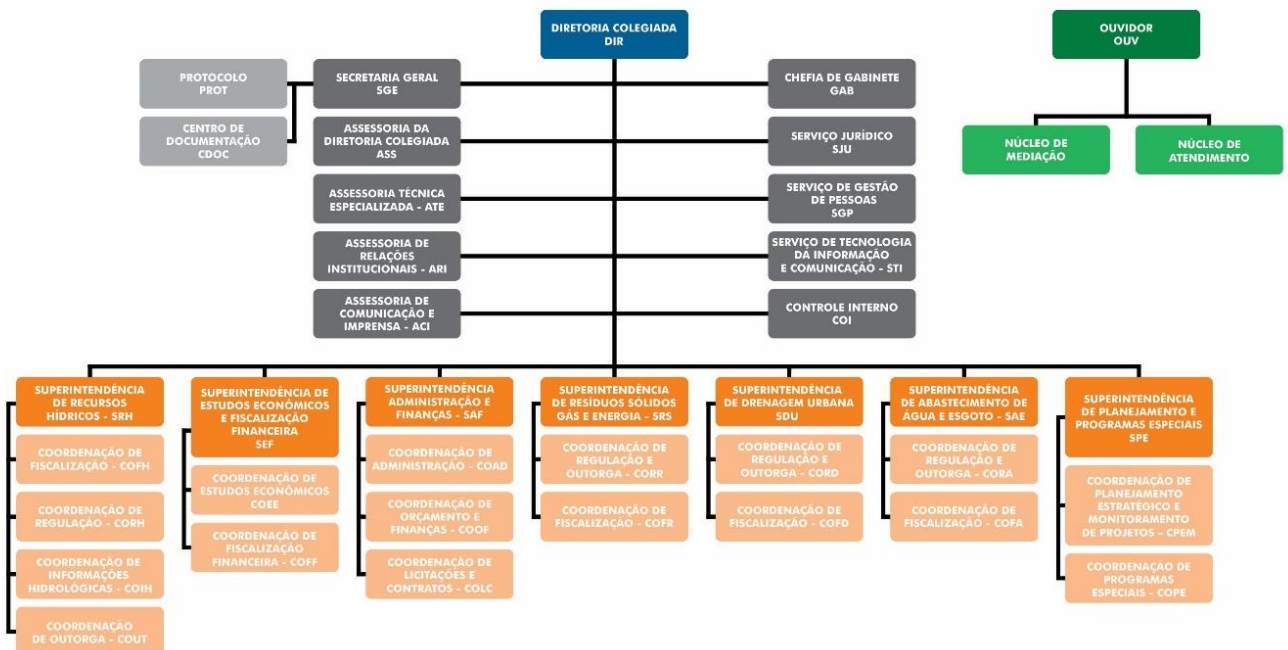 DIRETORIA COLEGIADA
DIR
OUVIDOR
OUV
PROTOCOLO
PROT
SECRETARIA GERAL
SGE
CHEFIA DE GABINETE
GAB
CENTRO DE
DOCUMENTAÇÃO
CDOC
ASSESSORIA DA
DIRETORIA COLEGIADA
ASS
SERVIÇO JURÍDICO
SJU
NÚCLEO DE
MEDIAÇÃO
NÚCLEO DE
ATENDIMENTO
ASSESSORIA TÉCNICA
ESPECIALIZADA - ATE
SERVIÇO DE GESTÃO
DE PESSOAS
SGP
ASSESSORIA DE
RELAÇÕES
INSTITUCIONAIS - ARI
SERVIÇO DE TECNOLOGIA
DA INFORMAÇÃO
E COMUNICAÇÃO - STI
ASSESSORIA DE
COMUNICAÇÃO E
IMPRENSA - ACI
CONTROLE INTERNO
COI
SUPERINTENDÊNCIA
DE RECURSOS
HÍDRICOS - SRH
COORDENAÇÃO DE
FISCALIZAÇÃO - COFH
COORDENAÇÃO DE
REGULAÇÃO - CORH
COORDENAÇÃO DE
INFORMAÇÕES
HIDROLÓGICAS - COIH
COORDENAÇÃO
DE OUTORGA - COUT
SUPERINTENDÊNCIA DE
ESTUDOS ECONÔMICOS
E FISCALIZAÇÃO
FINANCEIRA
SEF
COORDENAÇÃO DE
ESTUDOS ECONÔMICOS
COEE
COORDENAÇÃO DE
FISCALIZAÇÃO
FINANCEIRA - COFF
SUPERINTENDÊNCIA
ADMINISTRAÇÃO E
FINANÇAS - SAF
COORDENAÇÃO DE
ADMINISTRAÇÃO - COAD
COORDENAÇÃO DE
ORÇAMENTO E
FINANÇAS - COOF
COORDENAÇÃO DE
LICITAÇÕES E
CONTRATOS - COLC
SUPERINTENDÊNCIA
DE RESÍDUOS SÓLIDOS
GÁS E ENERGIA - SRS
COORDENAÇÃO DE
REGULAÇÃO E
OUTORGA - CORR
COORDENAÇÃO DE
FISCALIZAÇÃO - COFR
SUPERINTENDÊNCIA
DE DRENAGEM URBANA
SDU
COORDENAÇÃO DE
REGULAÇÃO E
OUTORGA - CORD
COORDENAÇÃO DE
FISCALIZAÇÃO - COFD
SUPERINTENDÊNCIA
DE ABASTECIMENTO DE
ÁGUA E ESGOTO - SAE
COORDENAÇÃO DE
REGULAÇÃO E
OUTORGA - CORA
COORDENAÇÃO DE
FISCALIZAÇÃO - COFA
SUPERINTENDÊNCIA
DE PLANEJAMENTO E
PROGRAMAS ESPECIAIS
SPE
COORDENAÇÃO DE
PLANEJAMENTO
ESTRATÉGICO E
MONITORAMENTO
DE PROJETOS - CPEM
COORDENAÇÃO DE
PROGRAMAS
ESPECIAIS - COPE